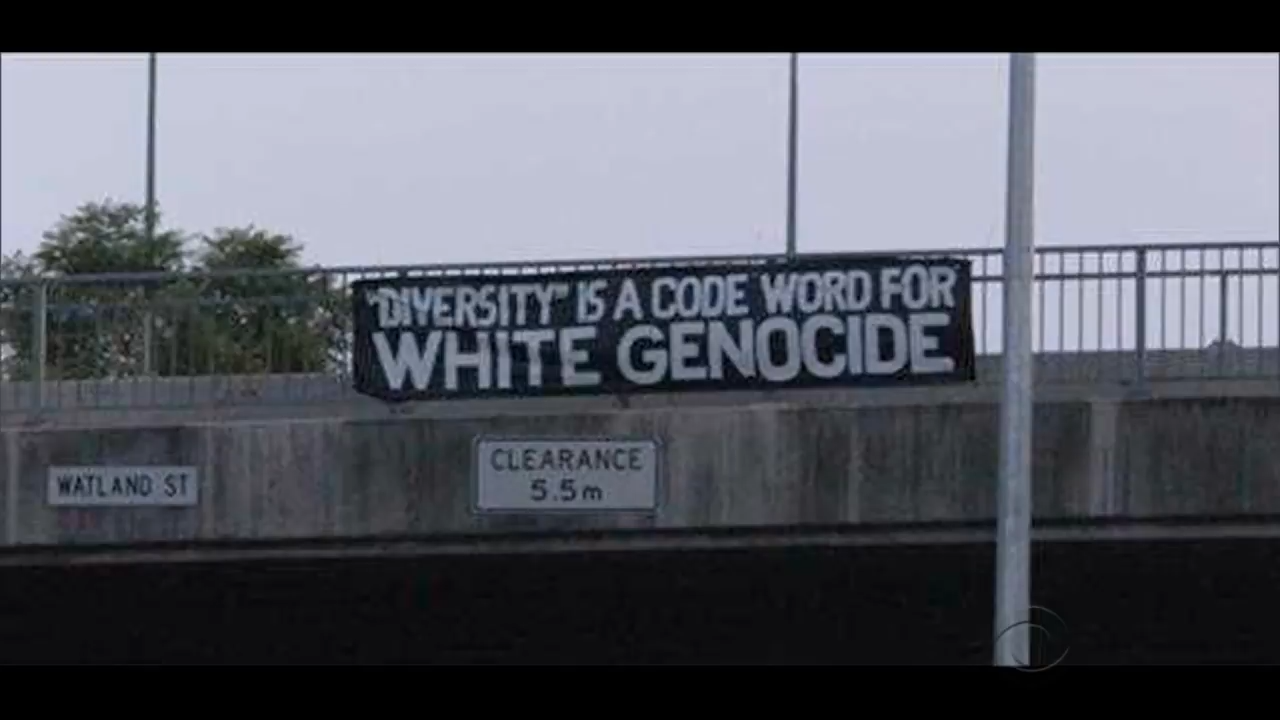 "DIVERSITY" IS A CODE WORD FOR
WHITE GENOCIDE
CLEARANCE
5.5m
WATLAND ST